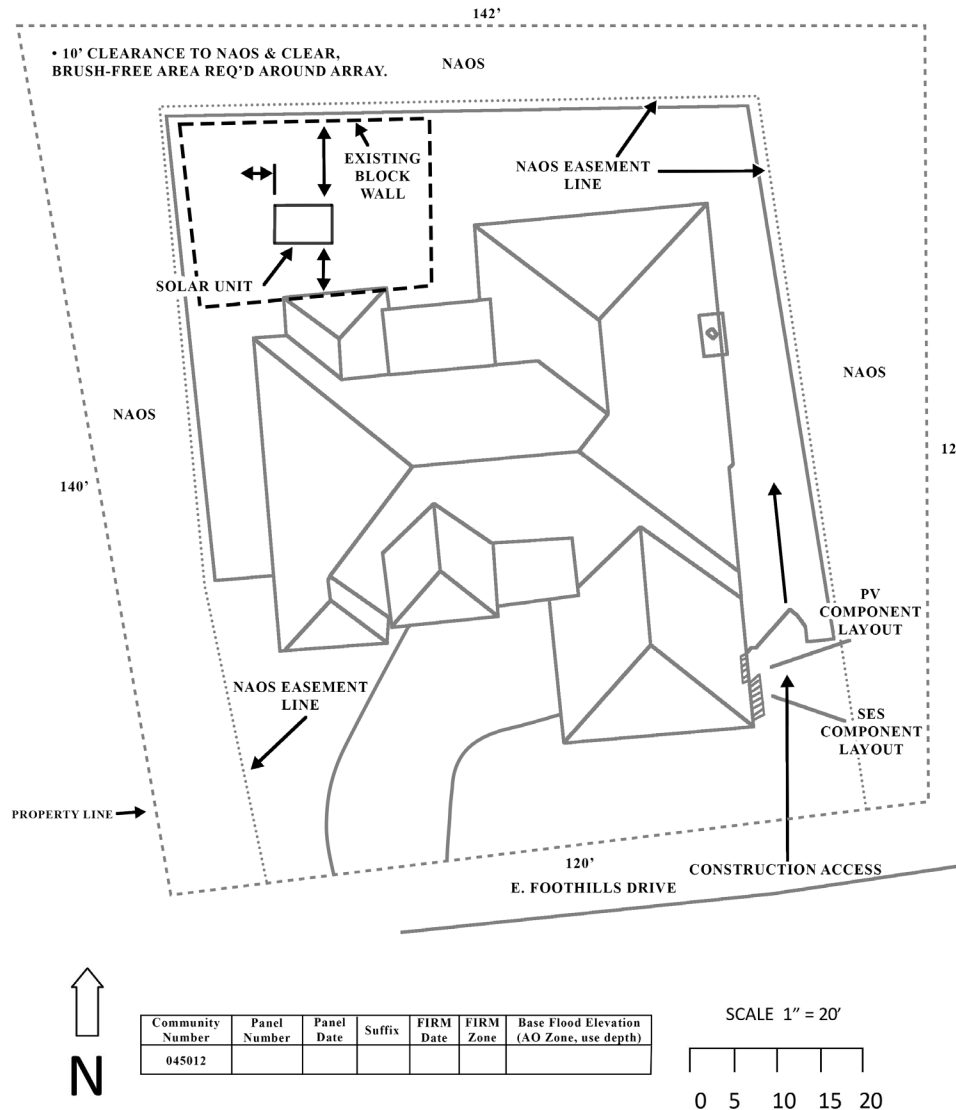 142’
• 10’ CLEARANCE TO NAOS & CLEAR,
BRUSH-FREE AREA REQ’D AROUND ARRAY.
NAOS
EXISTING
BLOCK
WALL
NAOS EASEMENT
LINE
SOLAR UNIT
NAOS
NAOS
12
140’
PV
COMPONENT
LAYOUT
NAOS EASEMENT
LINE
SES
COMPONENT
LAYOUT
PROPERTY LINE
120’
CONSTRUCTION ACCESS
E. FOOTHILLS DRIVE
N
Community Number Panel Number Panel Date Suffix FIRM Date FIRM Zone Base Flood Elevation (AO Zone, use depth)
045012
SCALE 1” = 20’
0 5 10 15 20